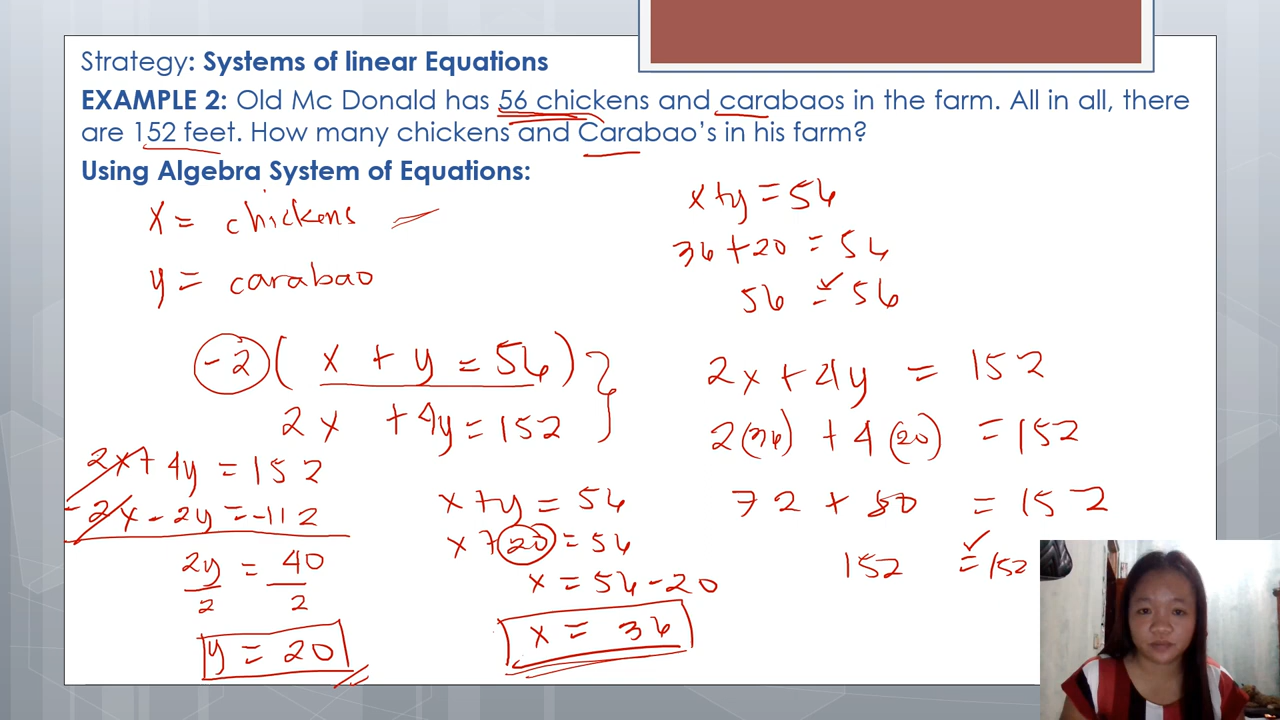 Strategy: Systems of linear Equations
EXAMPLE 2: Old Mc Donald has 56 chickens and carabaos in the farm. All in all, there
are 152 feet. How many chickens and Carabao's in his farm?
Using Algebra System of Equations:
x = chickens
y = carabao
-2 ( x + y = 56 ) }
2x + 4y = 152
2x + 4y = 152
-2x - 2y = -112
2y = 40
2 2
y = 20
x + y = 56
x + 20 = 56
x = 56 - 20
x = 36
x + y = 56
36 + 20 = 56
56 = 56
2x + 4y = 152
2(36) + 4(20) = 152
72 + 80 = 152
152 = 152